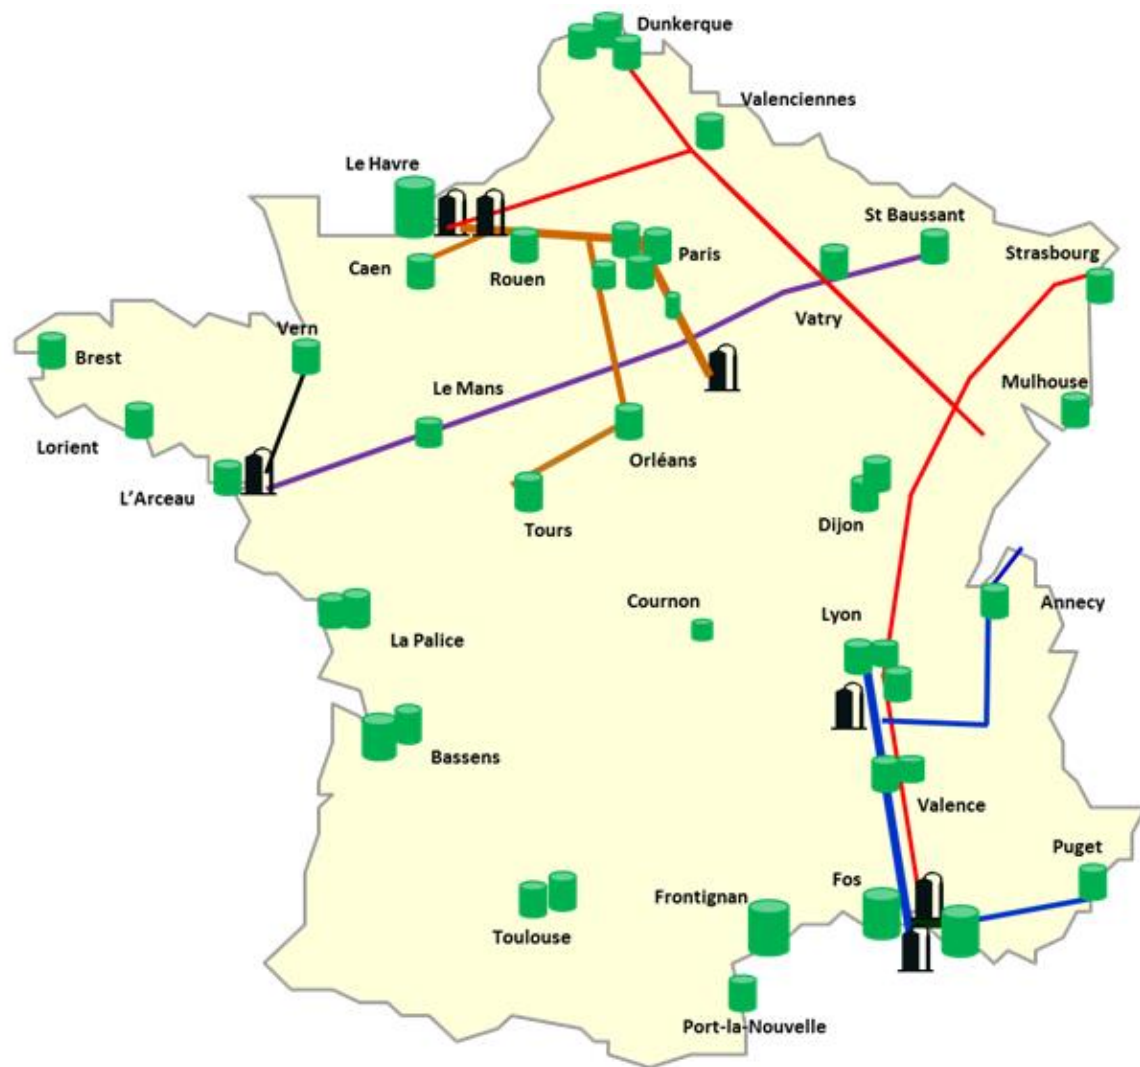 Dunkerque
Valenciennes
Le Havre
St Baussant
Strasbourg
Caen
Rouen
Paris
Vatry
Vern
Brest
Le Mans
Mulhouse
Lorient
Orléans
L'Arceau
Tours
Dijon
Cournon
Lyon
Annecy
La Palice
Bassens
Valence
Puget
Fos
Frontignan
Toulouse
Port-la-Nouvelle